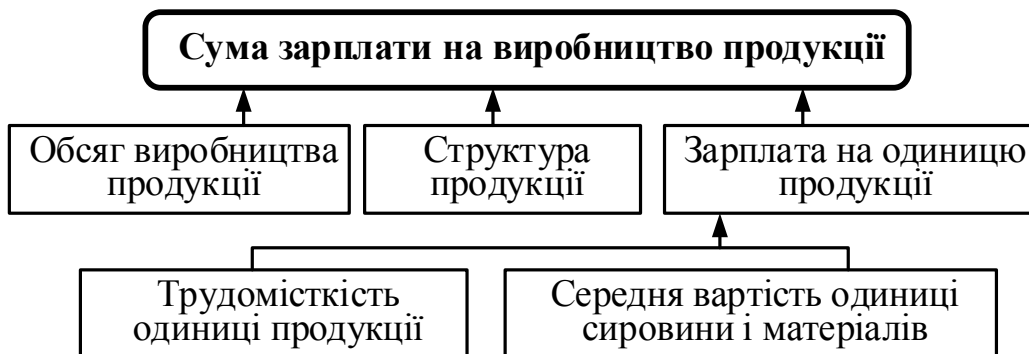 Сума зарплати на виробництво продукції
Обсяг виробництва
продукції
Структура
продукції
Зарплата на одиницю
продукції
Трудомісткість
одиниці продукції
Середня вартість одиниці
сировини і матеріалів